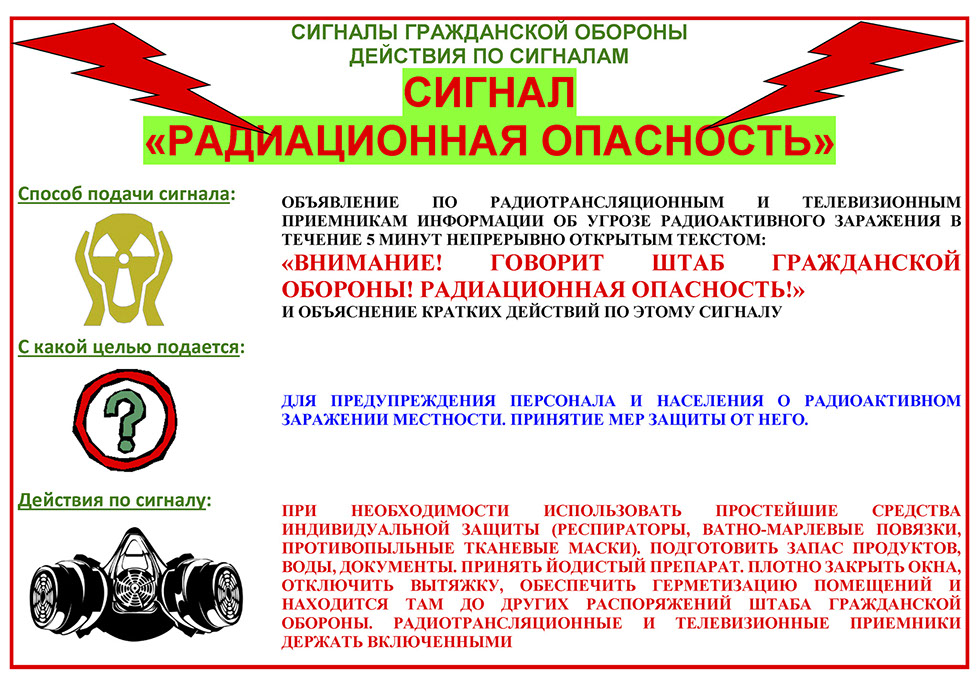 СИГНАЛЫ ГРАЖДАНСКОЙ ОБОРОНЫ
ДЕЙСТВИЯ ПО СИГНАЛАМ
СИГНАЛ
«РАДИАЦИОННАЯ ОПАСНОСТЬ»
Способ подачи сигнала:
ОБЪЯВЛЕНИЕ ПО РАДИОТРАНСЛЯЦИОННЫМ И ТЕЛЕВИЗИОННЫМ
ПРИЕМНИКАМ ИНФОРМАЦИИ ОБ УГРОЗЕ РАДИОАКТИВНОГО ЗАРАЖЕНИЯ В
ТЕЧЕНИЕ 5 МИНУТ НЕПРЕРЫВНО ОТКРЫТЫМ ТЕКСТОМ:
«ВНИМАНИЕ! ГОВОРИТ ШТАБ ГРАЖДАНСКОЙ
ОБОРОНЫ! РАДИАЦИОННАЯ ОПАСНОСТЬ!»
И ОБЪЯСНЕНИЕ КРАТКИХ ДЕЙСТВИЙ ПО ЭТОМУ СИГНАЛУ
С какой целью подается:
?
ДЛЯ ПРЕДУПРЕЖДЕНИЯ ПЕРСОНАЛА И НАСЕЛЕНИЯ О РАДИОАКТИВНОМ
ЗАРАЖЕНИИ МЕСТНОСТИ. ПРИНЯТИЕ МЕР ЗАЩИТЫ ОТ НЕГО.
Действия по сигналу:
ПРИ НЕОБХОДИМОСТИ ИСПОЛЬЗОВАТЬ ПРОСТЕЙШИЕ СРЕДСТВА
ИНДИВИДУАЛЬНОЙ ЗАЩИТЫ (РЕСПИРАТОРЫ, ВАТНО-МАРЛЕВЫЕ ПОВЯЗКИ,
ПРОТИВОПЫЛЬНЫЕ ТКАНЕВЫЕ МАСКИ). ПОДГОТОВИТЬ ЗАПАС ПРОДУКТОВ,
ВОДЫ, ДОКУМЕНТЫ. ПРИНЯТЬ ЙОДИСТЫЙ ПРЕПАРАТ. ПЛОТНО ЗАКРЫТЬ ОКНА,
ОТКЛЮЧИТЬ ВЫТЯЖКУ, ОБЕСПЕЧИТЬ ГЕРМЕТИЗАЦИЮ ПОМЕЩЕНИЙ И
НАХОДИТСЯ ТАМ ДО ДРУГИХ РАСПОРЯЖЕНИЙ ШТАБА ГРАЖДАНСКОЙ
ОБОРОНЫ. РАДИОТРАНСЛЯЦИОННЫЕ И ТЕЛЕВИЗИОННЫЕ ПРИЕМНИКИ
ДЕРЖАТЬ ВКЛЮЧЕННЫМИ